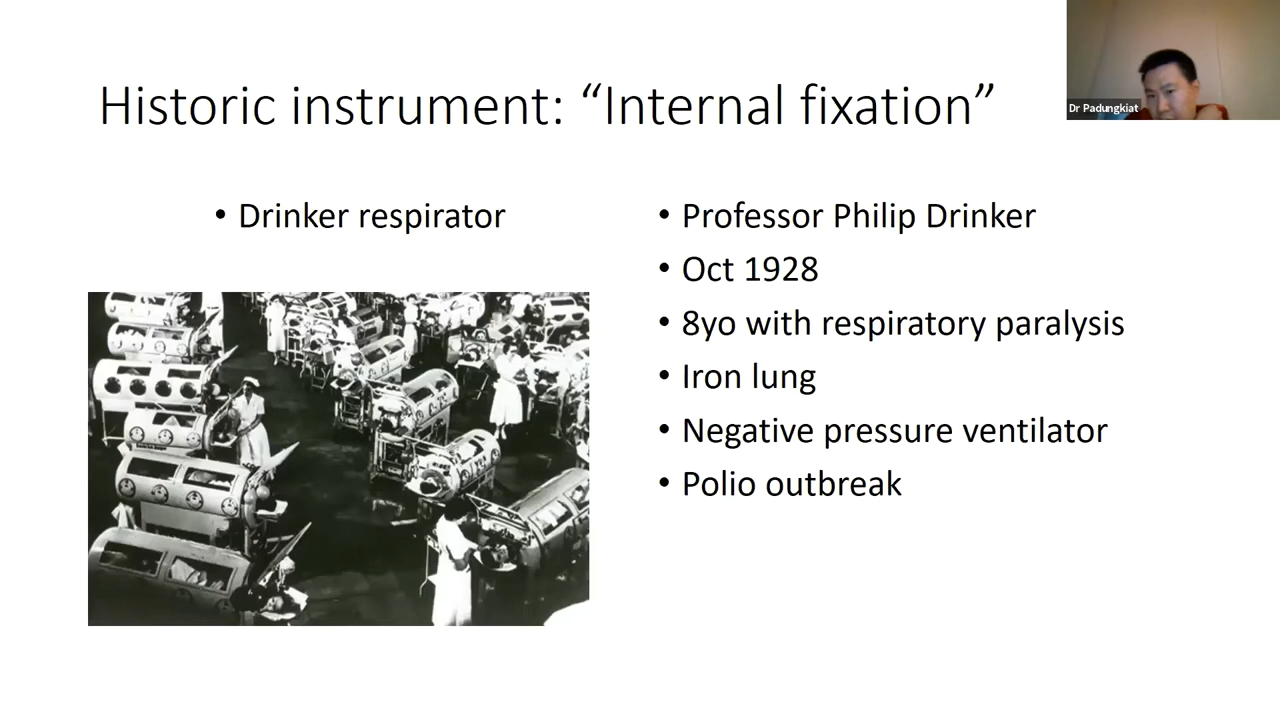 Historic instrument: “Internal fixation”
Dr Padungkiat
• Drinker respirator
• Professor Philip Drinker
• Oct 1928
• 8yo with respiratory paralysis
• Iron lung
• Negative pressure ventilator
• Polio outbreak